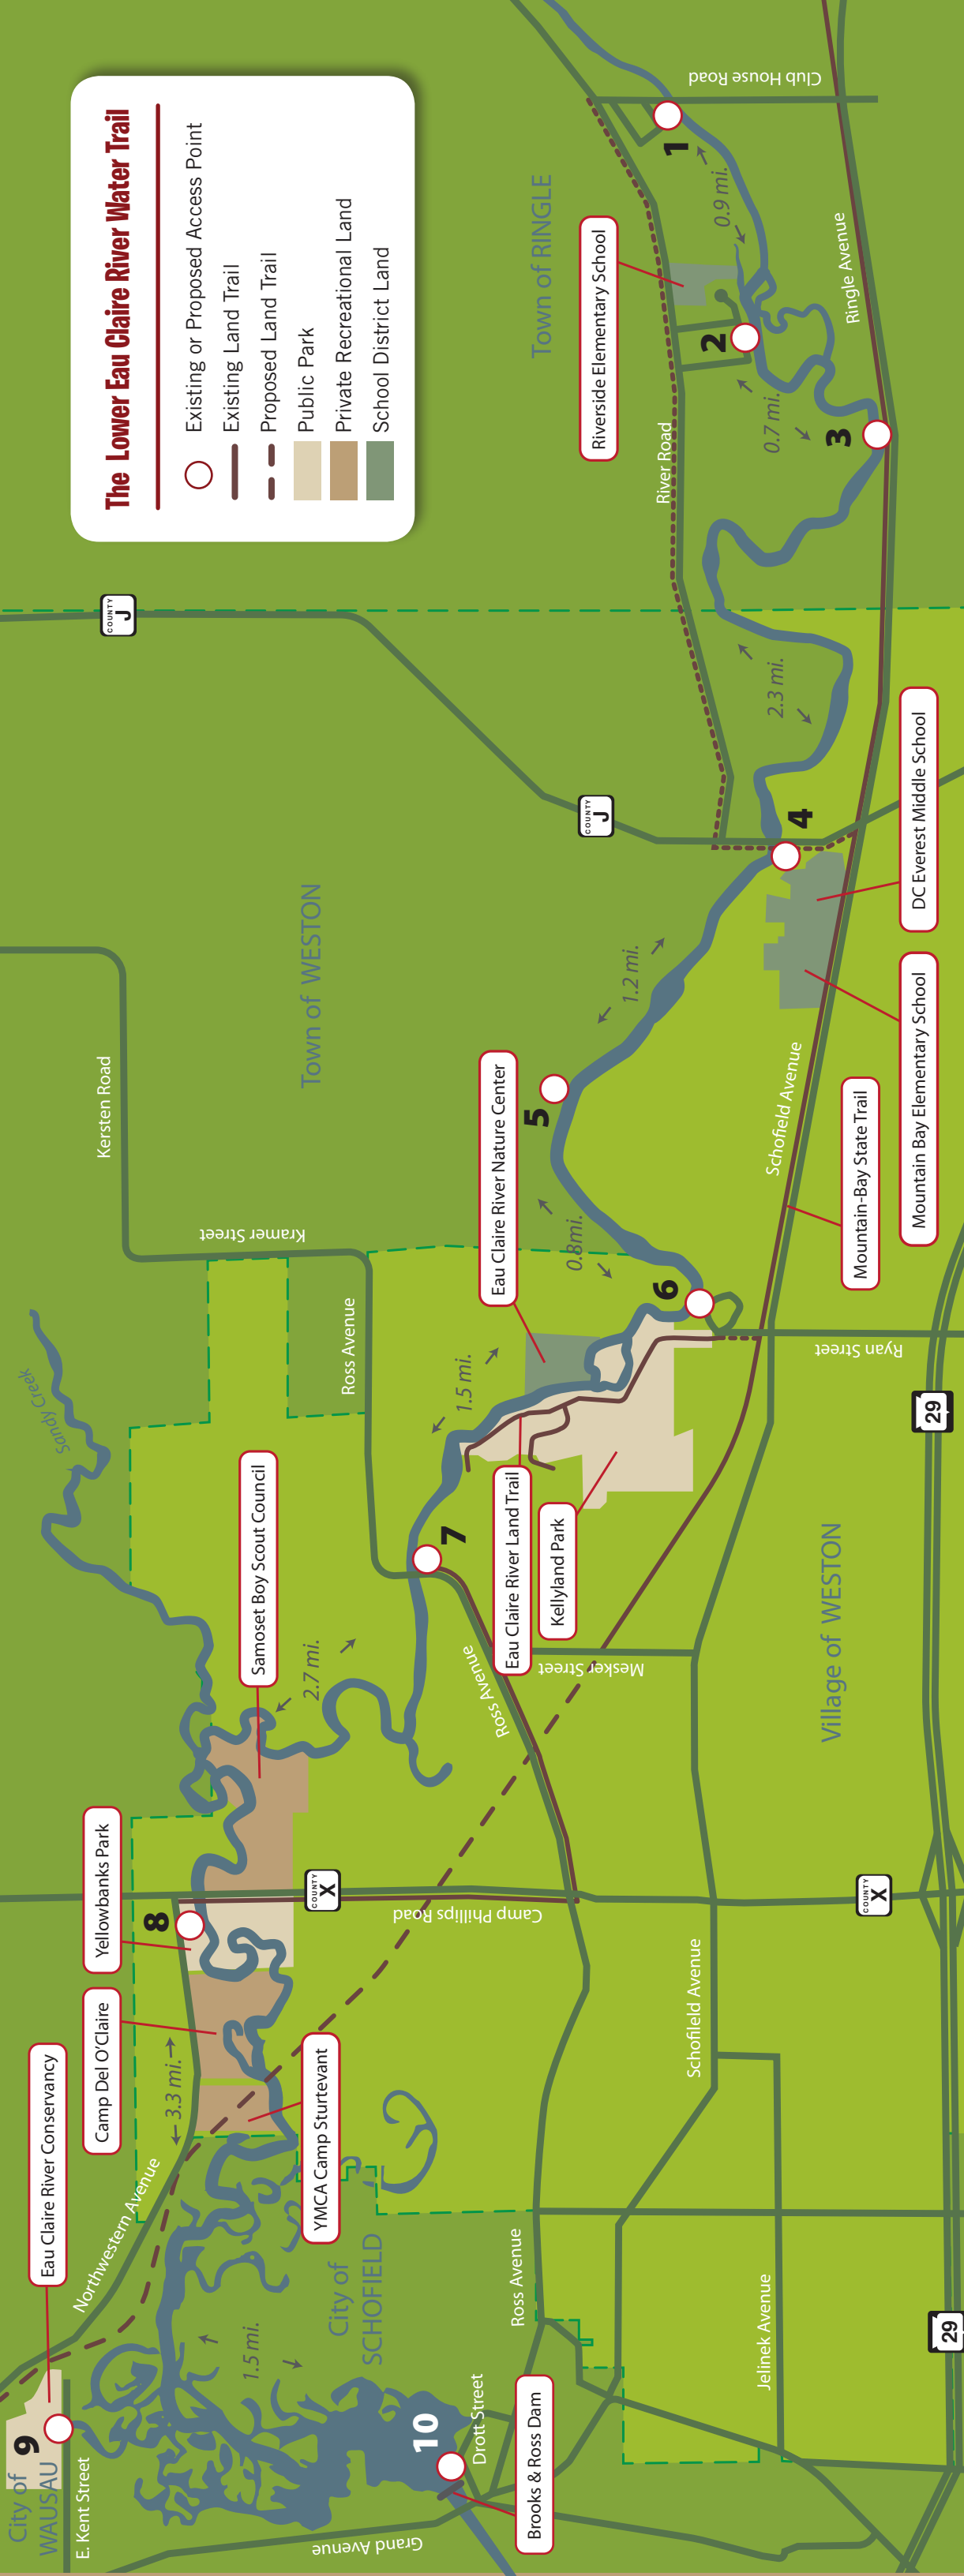 The Lower Eau Claire River Water Trail
Existing or Proposed Access Point
Existing Land Trail
Proposed Land Trail
Public Park
Private Recreational Land
School District Land
City of
WAUSAU
9
E. Kent Street
Eau Claire River Conservancy
Northwestern Avenue
Grand Avenue
1.5 mi.
City of
SCHOFIELD
10
Drott Street
Brooks & Ross Dam
Ross Avenue
Jelinek Avenue
29
Camp Del O'Claire
3.3 mi.
YMCA Camp Sturtevant
Yellowbanks Park
8
COUNTY
X
Camp Phillips Road
Schofileld Avenue
COUNTY
X
Samoset Boy Scout Council
2.7 mi.
Sandy Creek
Ross Avenue
Mesker Street
7
Eau Claire River Land Trail
Kellyland Park
Village of WESTON
1.5 mi.
Ross Avenue
Kramer Street
Kersten Road
Eau Claire River Nature Center
0.8mi.
6
Ryan Street
29
5
1.2 mi.
Town of WESTON
Schofield Avenue
Mountain-Bay State Trail
Mountain Bay Elementary School
DC Everest Middle School
4
COUNTY
J
COUNTY
J
2.3 mi.
River Road
3
0.7 mi.
2
Riverside Elementary School
Town of RINGLE
0.9 mi.
1
Club House Road
Ringle Avenue